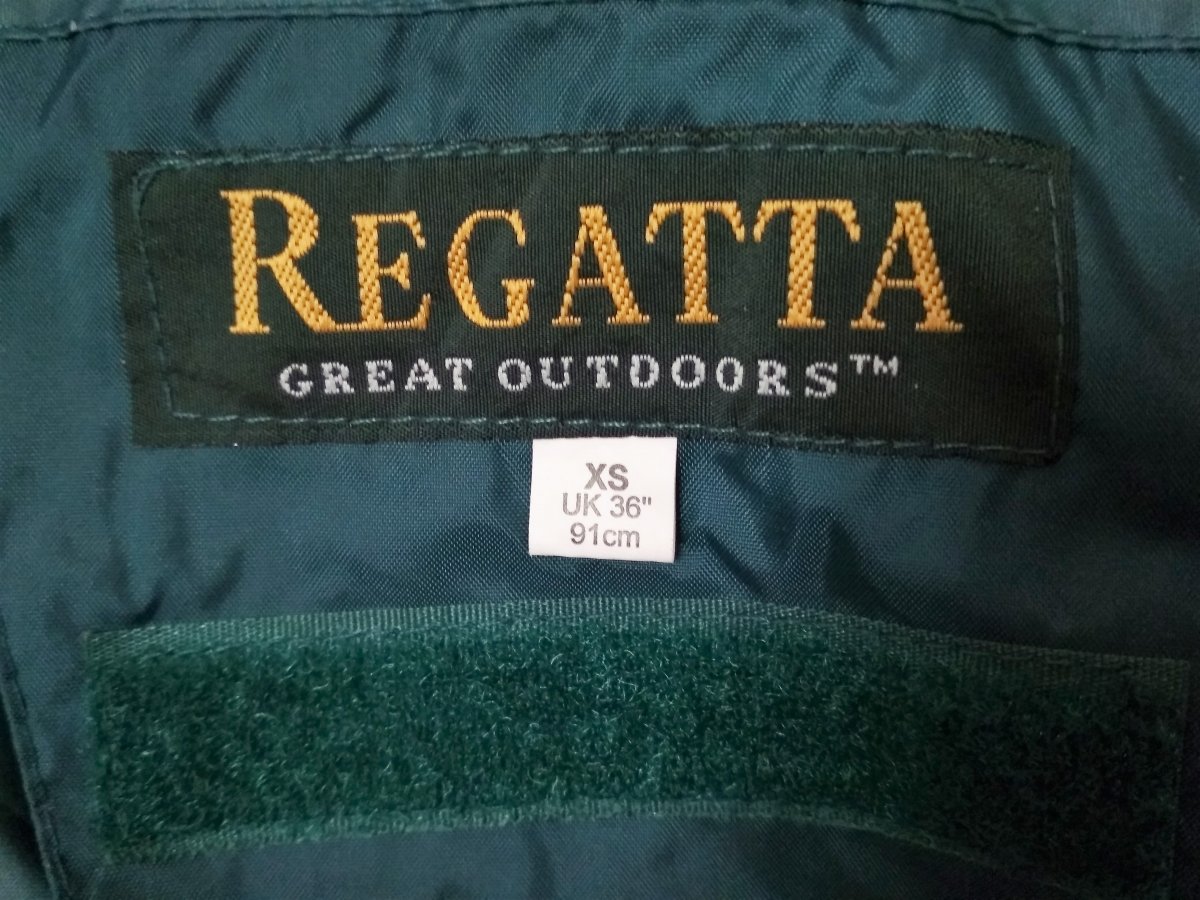 REGATTA
GREAT OUTDOORS™
XS
UK 36"
91cm